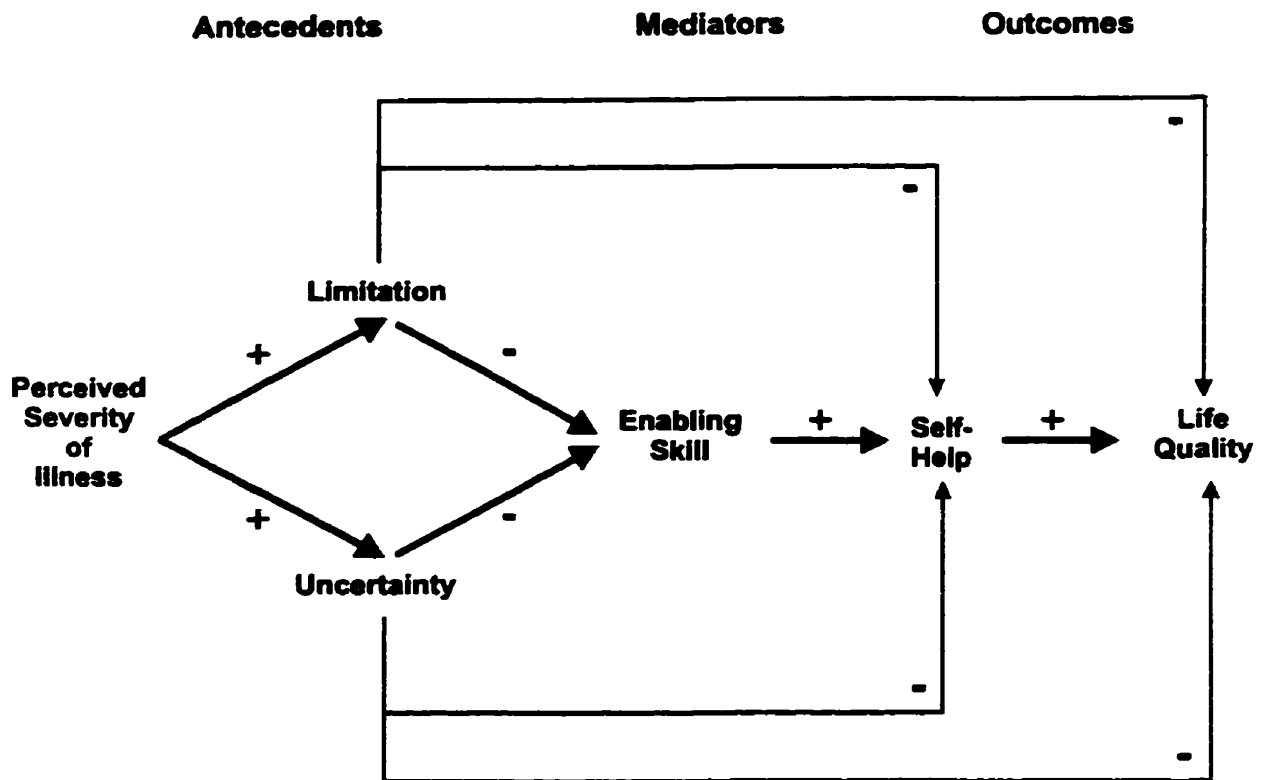 Antecedents Mediators Outcomes
-
-
Limitation
+ -
Perceived
Severity
of
Illness
Enabling
Skill
+
Self-
Help
+
Life
Quality
+ -
Uncertainty
-
-